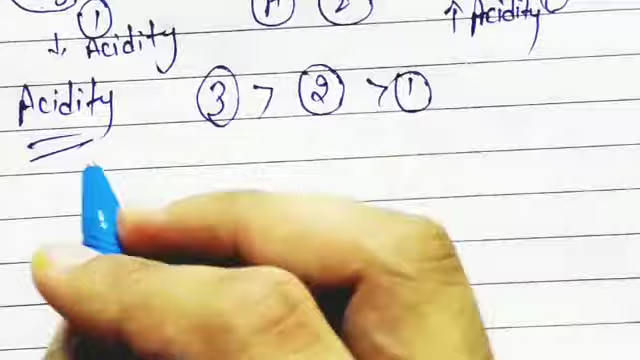 ① ②
↓ Acidity ↑ Acidity
Acidity ③ > ② > ①